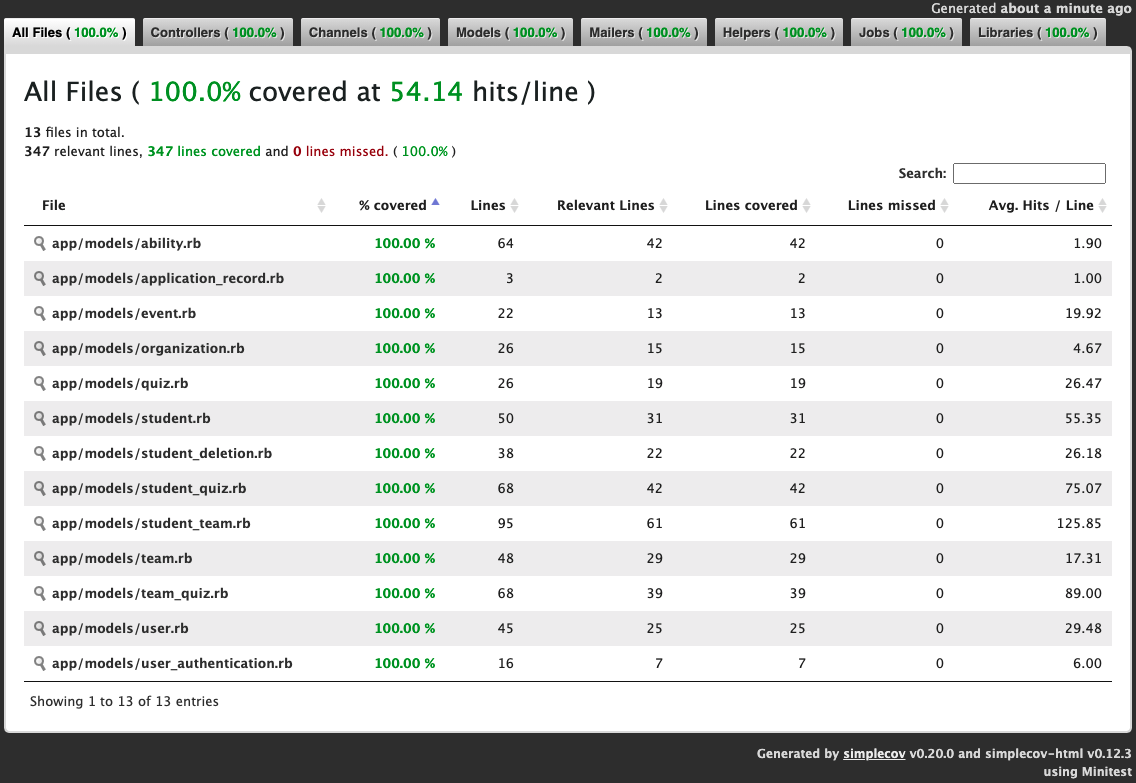 Generated about a minute ago
All Files ( 100.0% ) Controllers ( 100.0% ) Channels ( 100.0% ) Models ( 100.0% ) Mailers ( 100.0% ) Helpers ( 100.0% ) Jobs ( 100.0% ) Libraries ( 100.0% )
All Files ( 100.0% covered at 54.14 hits/line )
13 files in total.
347 relevant lines, 347 lines covered and 0 lines missed. ( 100.0% )
Search:
File % covered Lines Relevant Lines Lines covered Lines missed Avg. Hits / Line
app/models/ability.rb 100.00 % 64 42 42 0 1.90
app/models/application_record.rb 100.00 % 3 2 2 0 1.00
app/models/event.rb 100.00 % 22 13 13 0 19.92
app/models/organization.rb 100.00 % 26 15 15 0 4.67
app/models/quiz.rb 100.00 % 26 19 19 0 26.47
app/models/student.rb 100.00 % 50 31 31 0 55.35
app/models/student_deletion.rb 100.00 % 38 22 22 0 26.18
app/models/student_quiz.rb 100.00 % 68 42 42 0 75.07
app/models/student_team.rb 100.00 % 95 61 61 0 125.85
app/models/team.rb 100.00 % 48 29 29 0 17.31
app/models/team_quiz.rb 100.00 % 68 39 39 0 89.00
app/models/user.rb 100.00 % 45 25 25 0 29.48
app/models/user_authentication.rb 100.00 % 16 7 7 0 6.00
Showing 1 to 13 of 13 entries
Generated by simplecov v0.20.0 and simplecov-html v0.12.3
using Minitest